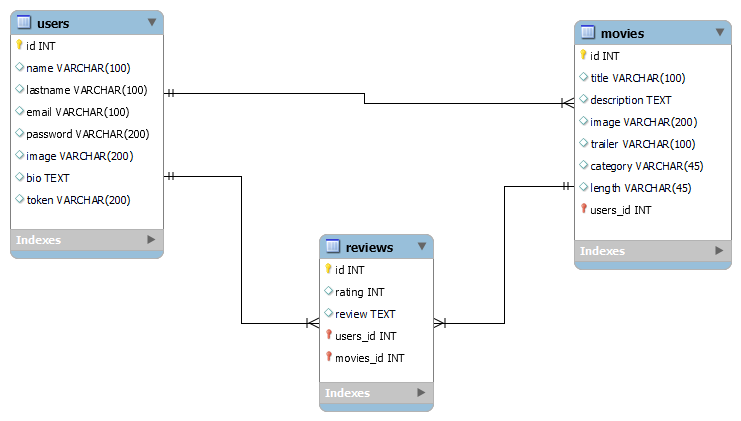 users
id INT
name VARCHAR(100)
lastname VARCHAR(100)
email VARCHAR(100)
password VARCHAR(200)
image VARCHAR(200)
bio TEXT
token VARCHAR(200)
Indexes
movies
id INT
title VARCHAR(100)
description TEXT
image VARCHAR(200)
trailer VARCHAR(100)
category VARCHAR(45)
length VARCHAR(45)
users_id INT
Indexes
reviews
id INT
rating INT
review TEXT
users_id INT
movies_id INT
Indexes